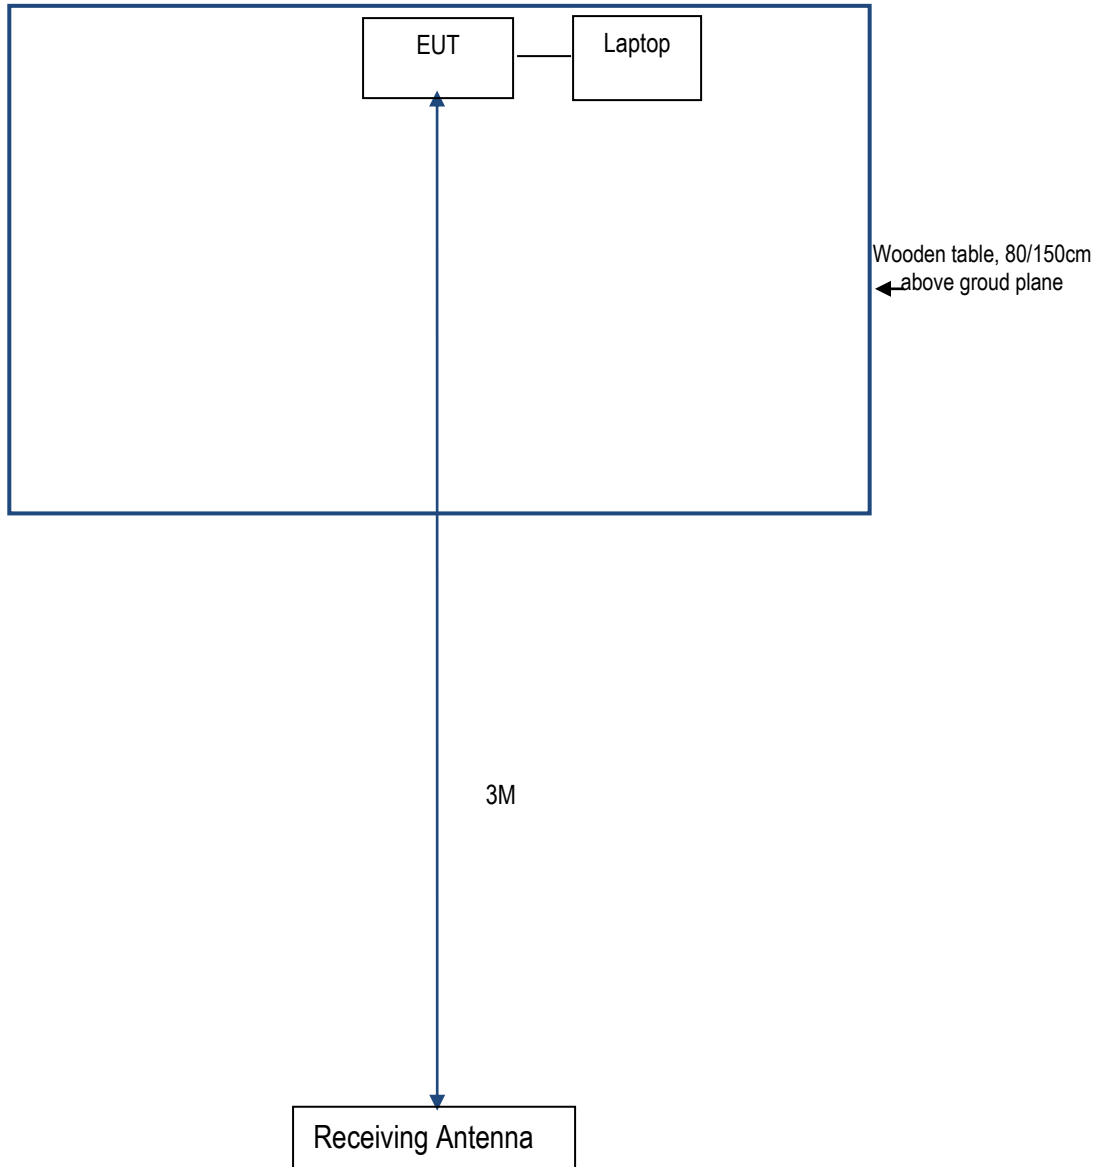 EUT
Laptop
Wooden table, 80/150cm
above groud plane
3M
Receiving Antenna